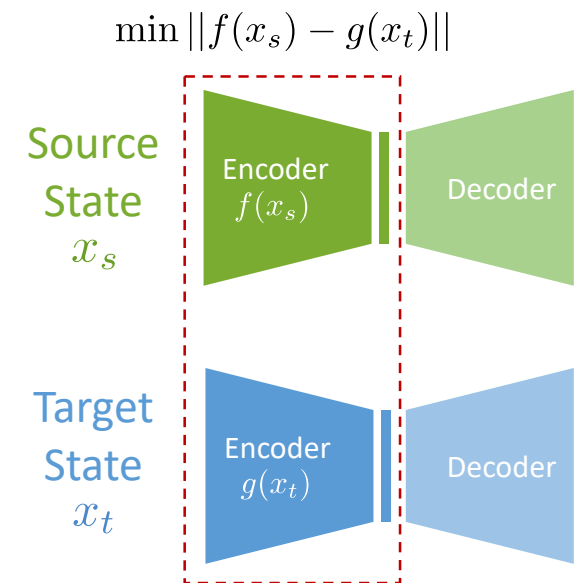 min ||f(x_s) − g(x_t)||
Source
State
x_s
Encoder
f(x_s)
Decoder
Target
State
x_t
Encoder
g(x_t)
Decoder